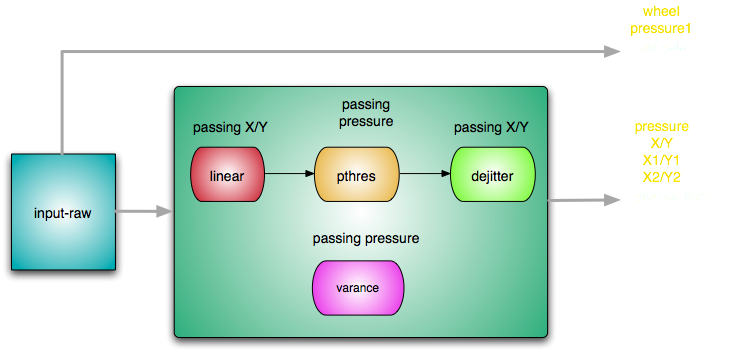 wheel
pressure1
passing
pressure
passing X/Y
passing X/Y
pressure
X/Y
X1/Y1
X2/Y2
linear
pthres
dejitter
input-raw
passing pressure
varance